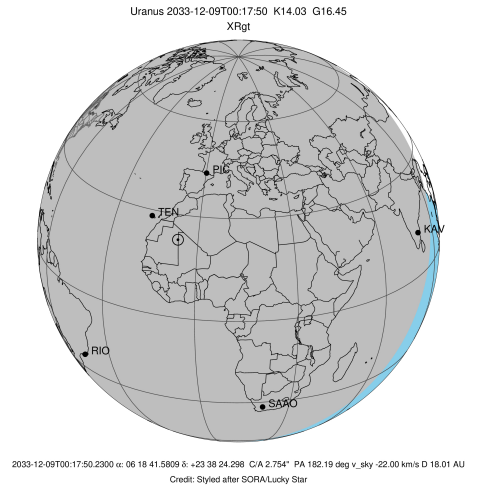 Uranus 2033-12-09T00:17:50 K14.03 G16.45
XRgt
PIC
TEN
KAV
RIO
SAAO
2033-12-09T00:17:50.2300 α: 06 18 41.5809 δ: +23 38 24.298 C/A 2.754" PA 182.19 deg v_sky -22.00 km/s D 18.01 AU
Credit: Styled after SORA/Lucky Star